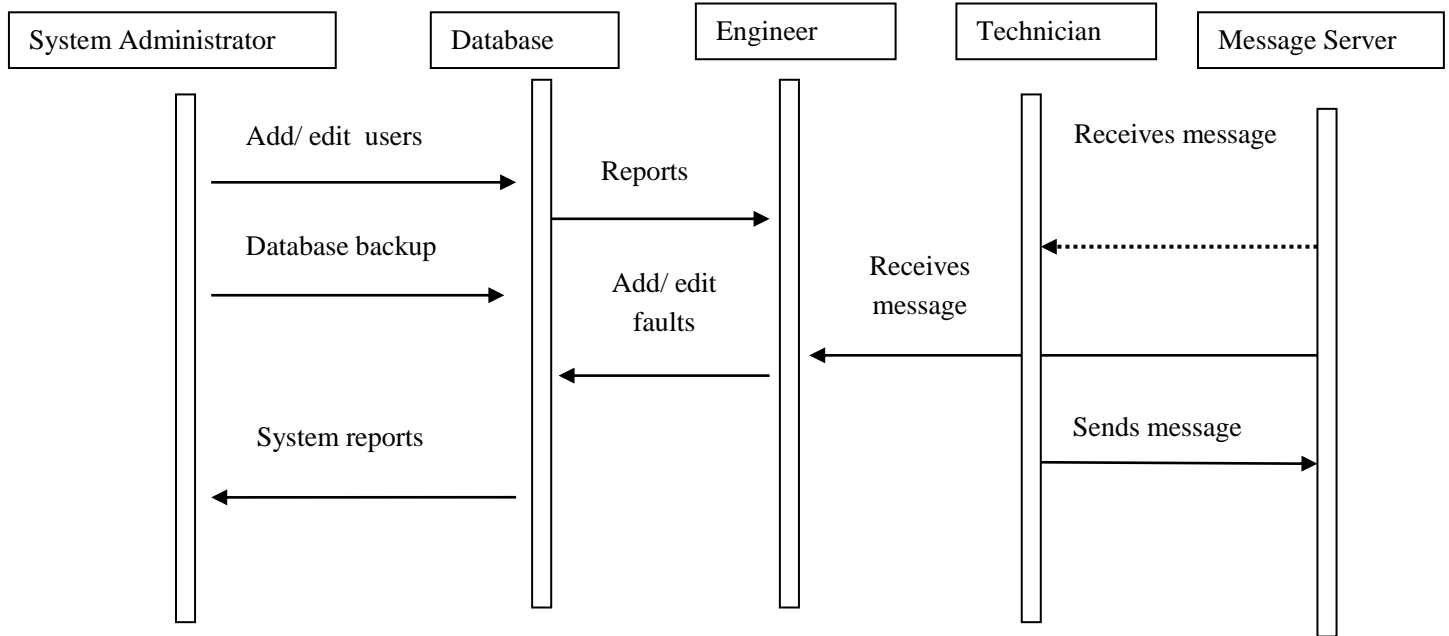 System Administrator
Database
Engineer
Technician
Message Server
Add/ edit users
Receives message
Reports
Database backup
Receives
message
Add/ edit
faults
System reports
Sends message